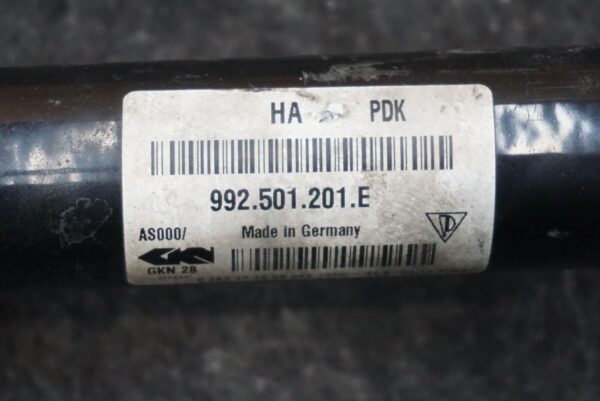 HA PDK
992.501.201.E
AS000/ Made in Germany
GKN
GKN 28